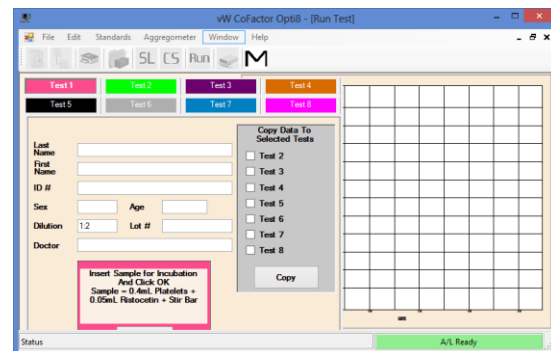 vW CoFactor Opti8 - [Run Test]
File Edit Standards Aggregometer Window Help
SL CS Run M
Test 1 Test 2 Test 3 Test 4
Test 5 Test 6 Test 7 Test 8
Copy Data To
Selected Tests
Last
Name
First
Name
ID #
Sex Age
Dilution 1:2 Lot #
Doctor
Test 2
Test 3
Test 4
Test 5
Test 6
Test 7
Test 8
Copy
Insert Sample for Incubation
And Click OK
Sample = 0.4mL Platelets +
0.05mL Ristocetin + Stir Bar
Status A/L Ready